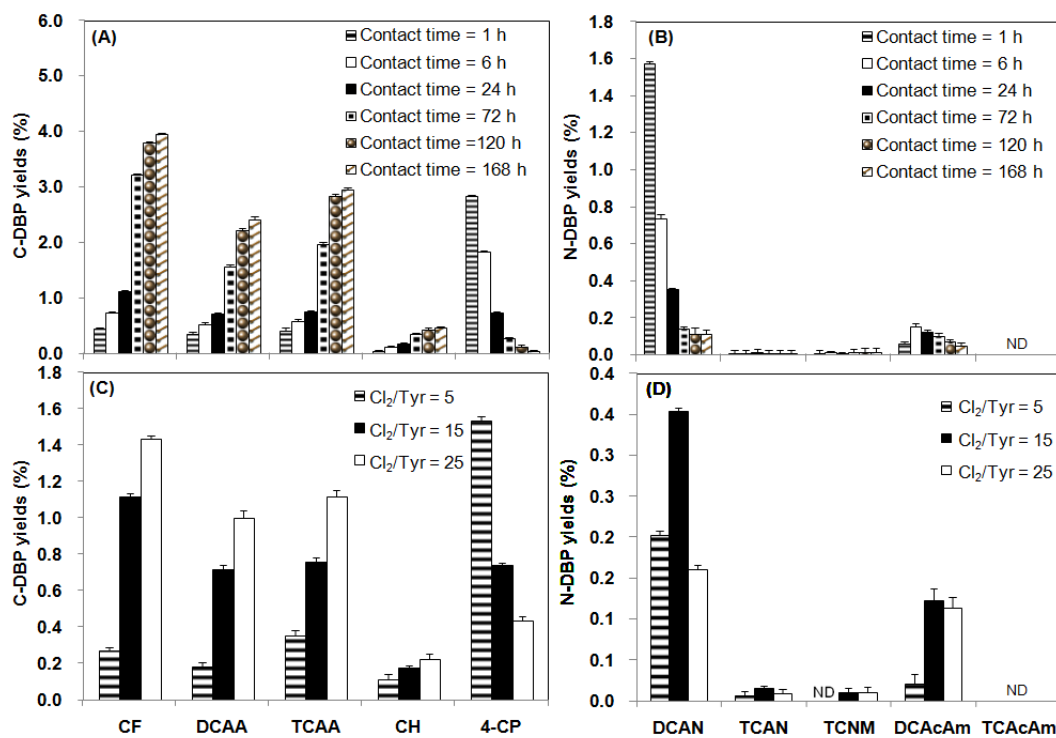 (A)
Contact time = 1 h
Contact time = 6 h
Contact time = 24 h
Contact time = 72 h
Contact time =120 h
Contact time = 168 h
C-DBP yields (%)
6.0
5.0
4.0
3.0
2.0
1.0
0.0
(B)
Contact time = 1 h
Contact time = 6 h
Contact time = 24 h
Contact time = 72 h
Contact time = 120 h
Contact time = 168 h
N-DBP yields (%)
1.8
1.6
1.4
1.2
1.0
0.8
0.6
0.4
0.2
0.0
ND
(C)
Cl₂/Tyr = 5
Cl₂/Tyr = 15
Cl₂/Tyr = 25
C-DBP yields (%)
1.8
1.6
1.4
1.2
1.0
0.8
0.6
0.4
0.2
0.0
CF DCAA TCAA CH 4-CP
(D)
Cl₂/Tyr = 5
Cl₂/Tyr = 15
Cl₂/Tyr = 25
N-DBP yields (%)
0.4
0.4
0.3
0.3
0.2
0.2
0.1
0.1
0.0
ND
ND
DCAN TCAN TCNM DCAcAm TCAcAm